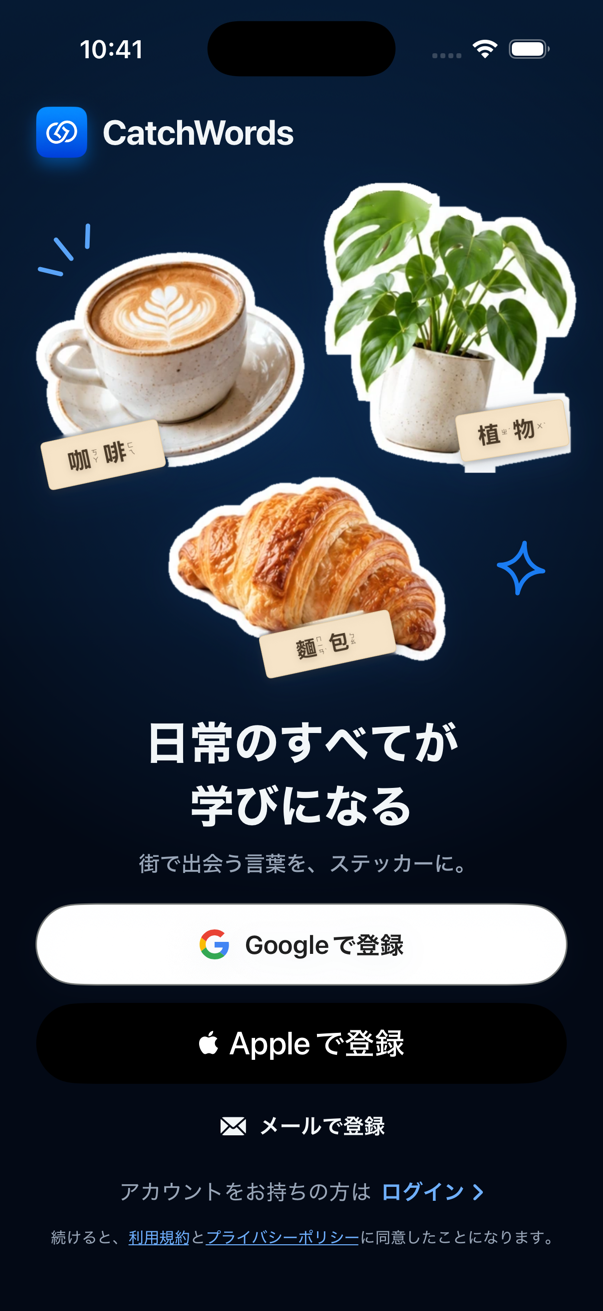 10:41
CatchWords
咖啡
植物
麵包
日常のすべてが
学びになる
街で出会う言葉を、ステッカーに。
Googleで登録
Appleで登録
メールで登録
アカウントをお持ちの方は ログイン
続けると、利用規約とプライバシーポリシーに同意したことになります。